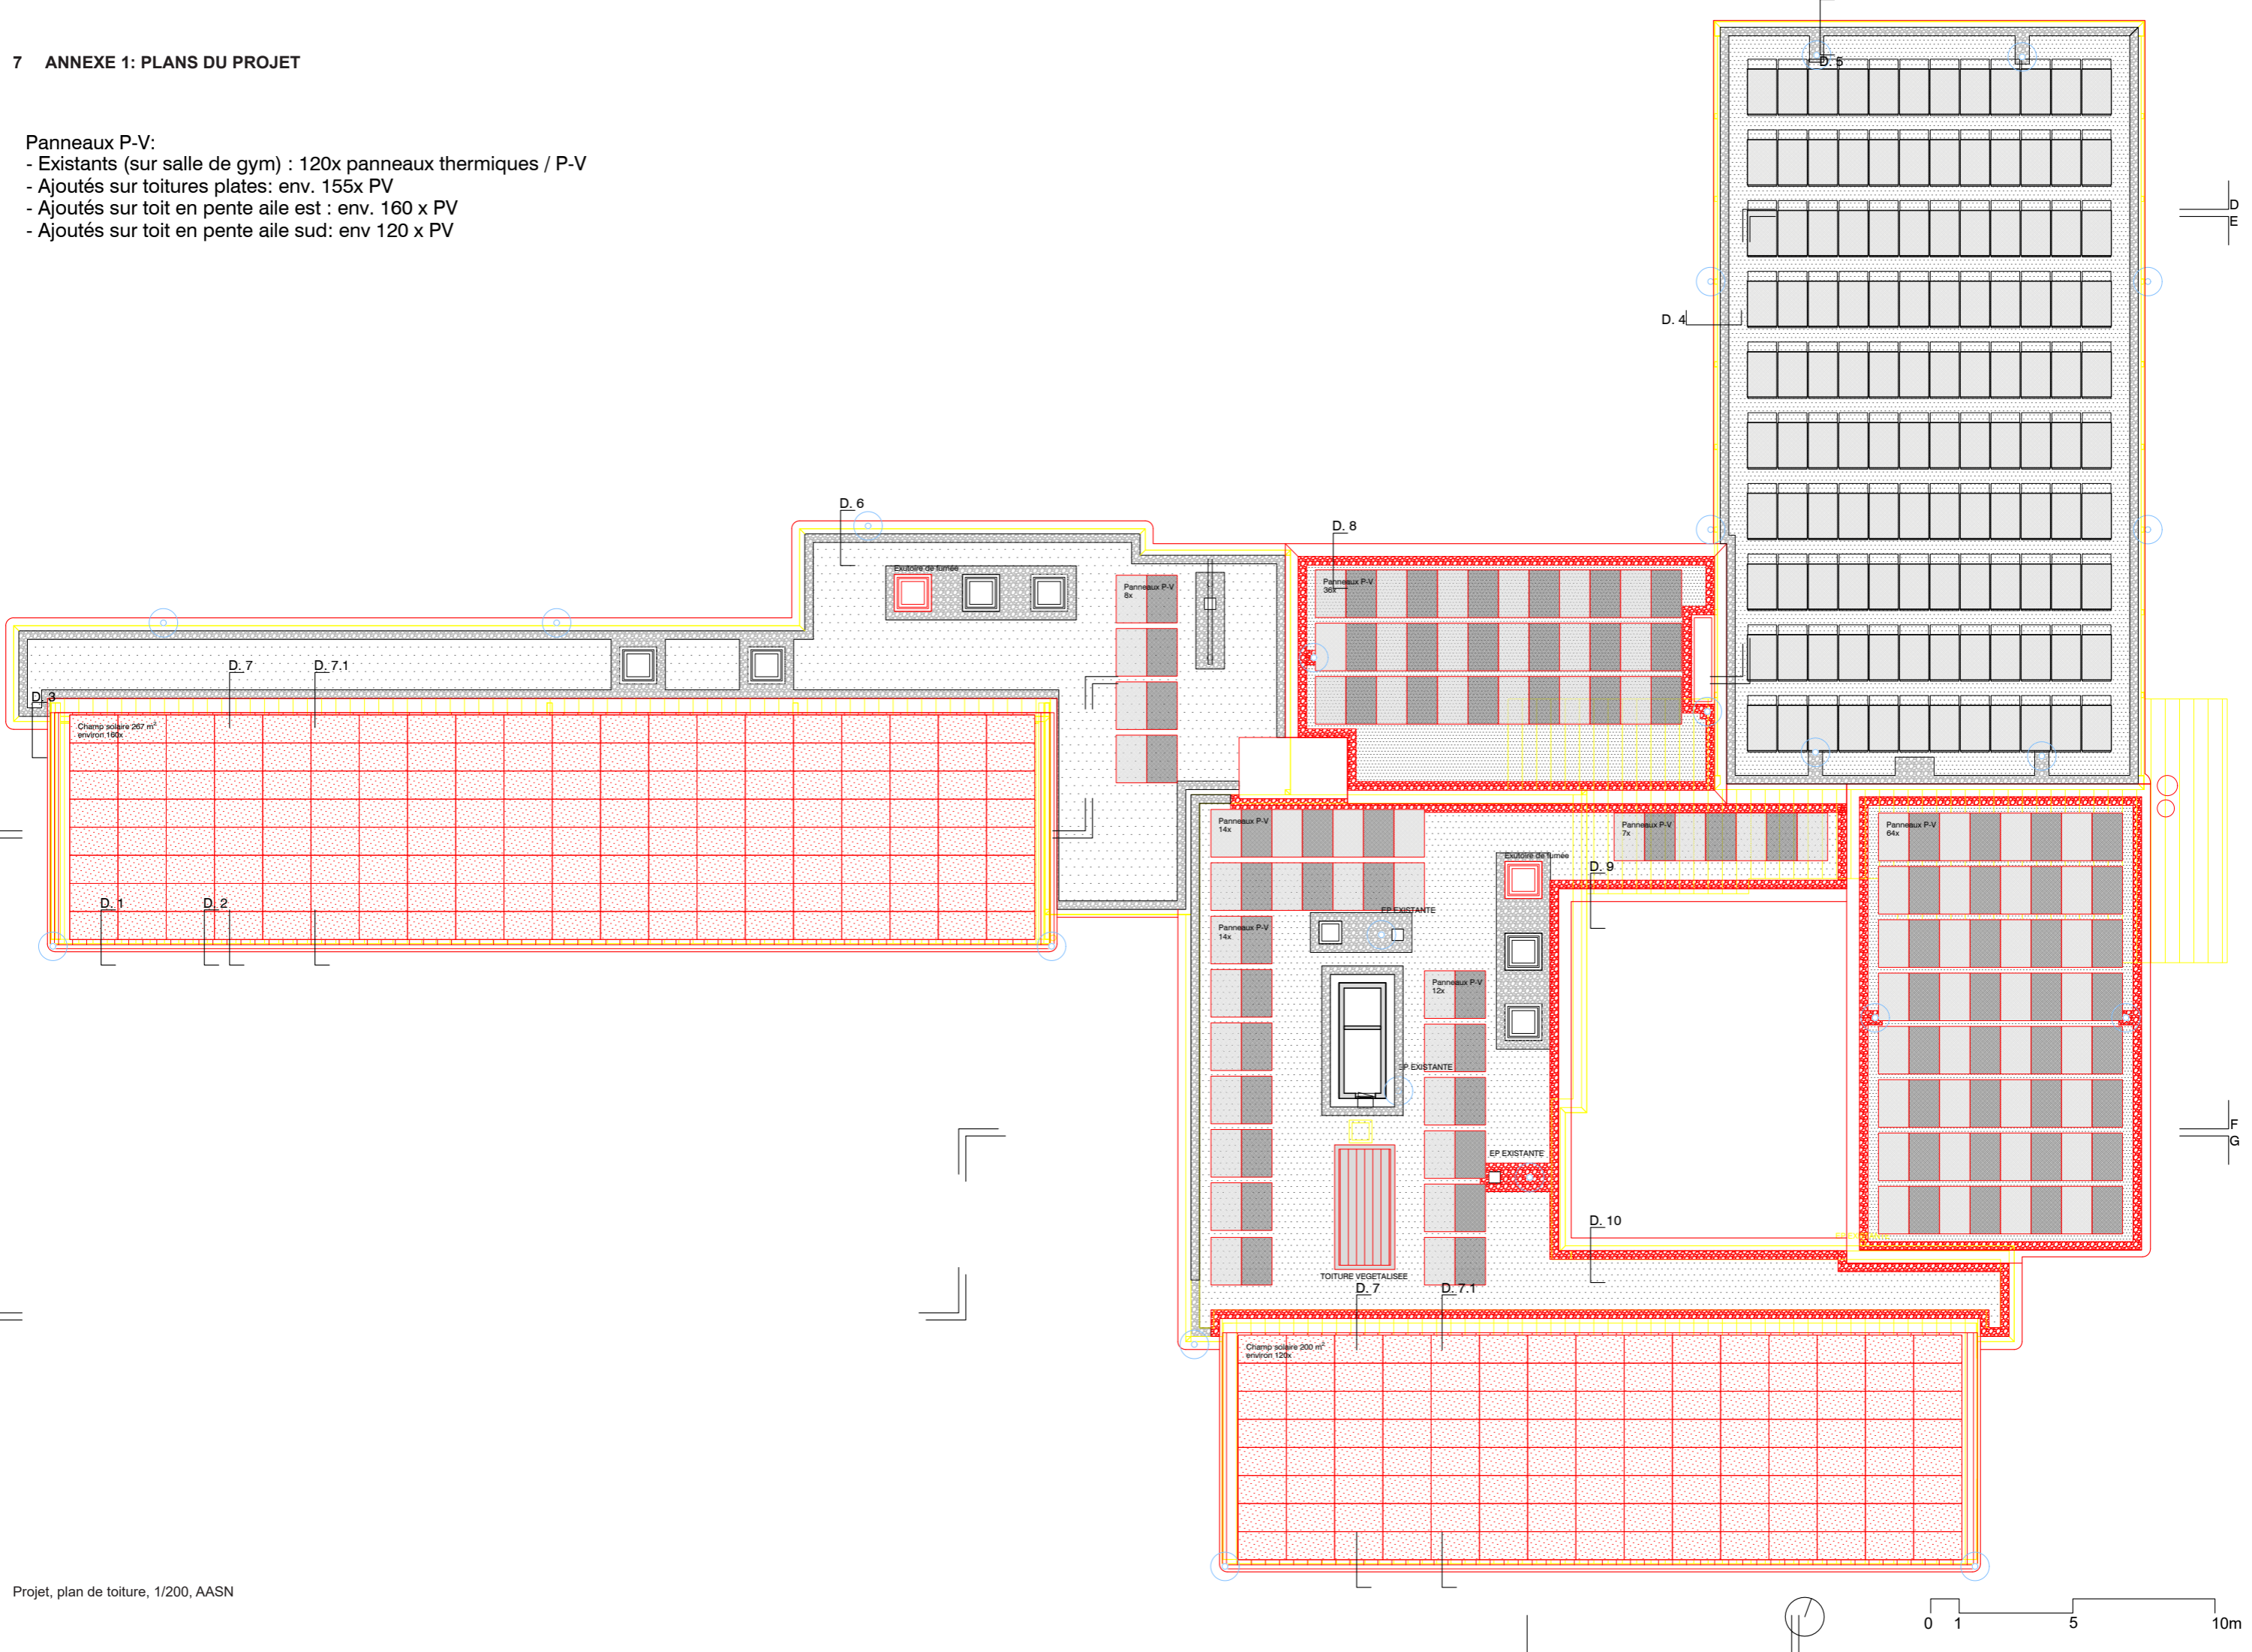 7 ANNEXE 1: PLANS DU PROJET
Panneaux P-V:
- Existants (sur salle de gym) : 120x panneaux thermiques / P-V
- Ajoutés sur toitures plates: env. 155x PV
- Ajoutés sur toit en pente aile est : env. 160 x PV
- Ajoutés sur toit en pente aile sud: env 120 x PV
D. 5
D
E
D. 4
D. 6
D. 8
Exutoire de fumée
Panneaux P-V
8x
Panneaux P-V
36x
D. 7
D. 7.1
D. 3
Champ solaire 267 m²
environ 160x
Panneaux P-V
14x
Panneaux P-V
7x
Panneaux P-V
64x
Exutoire de fumée
D. 9
D. 1
D. 2
EP EXISTANTE
Panneaux P-V
14x
Panneaux P-V
12x
EP EXISTANTE
F
G
EP EXISTANTE
D. 10
TOITURE VEGETALISEE
D. 7
D. 7.1
Champ solaire 200 m²
environ 120x
Projet, plan de toiture, 1/200, AASN
0 1 5 10m